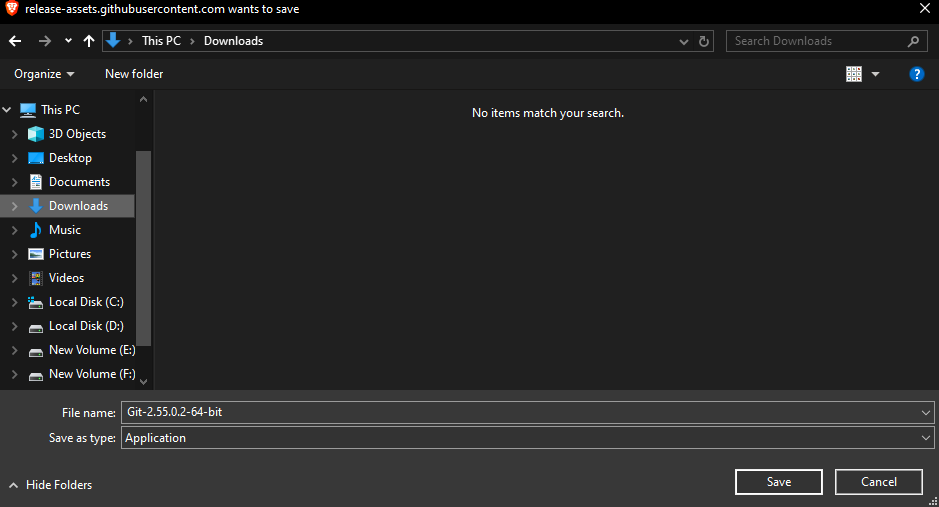 release-assets.githubusercontent.com wants to save
This PC
Downloads
Search Downloads
Organize
New folder
?
This PC
3D Objects
Desktop
Documents
Downloads
Music
Pictures
Videos
Local Disk (C:)
Local Disk (D:)
New Volume (E:)
New Volume (F:)
No items match your search.
File name: Git-2.55.0.2-64-bit
Save as type: Application
Hide Folders
Save
Cancel